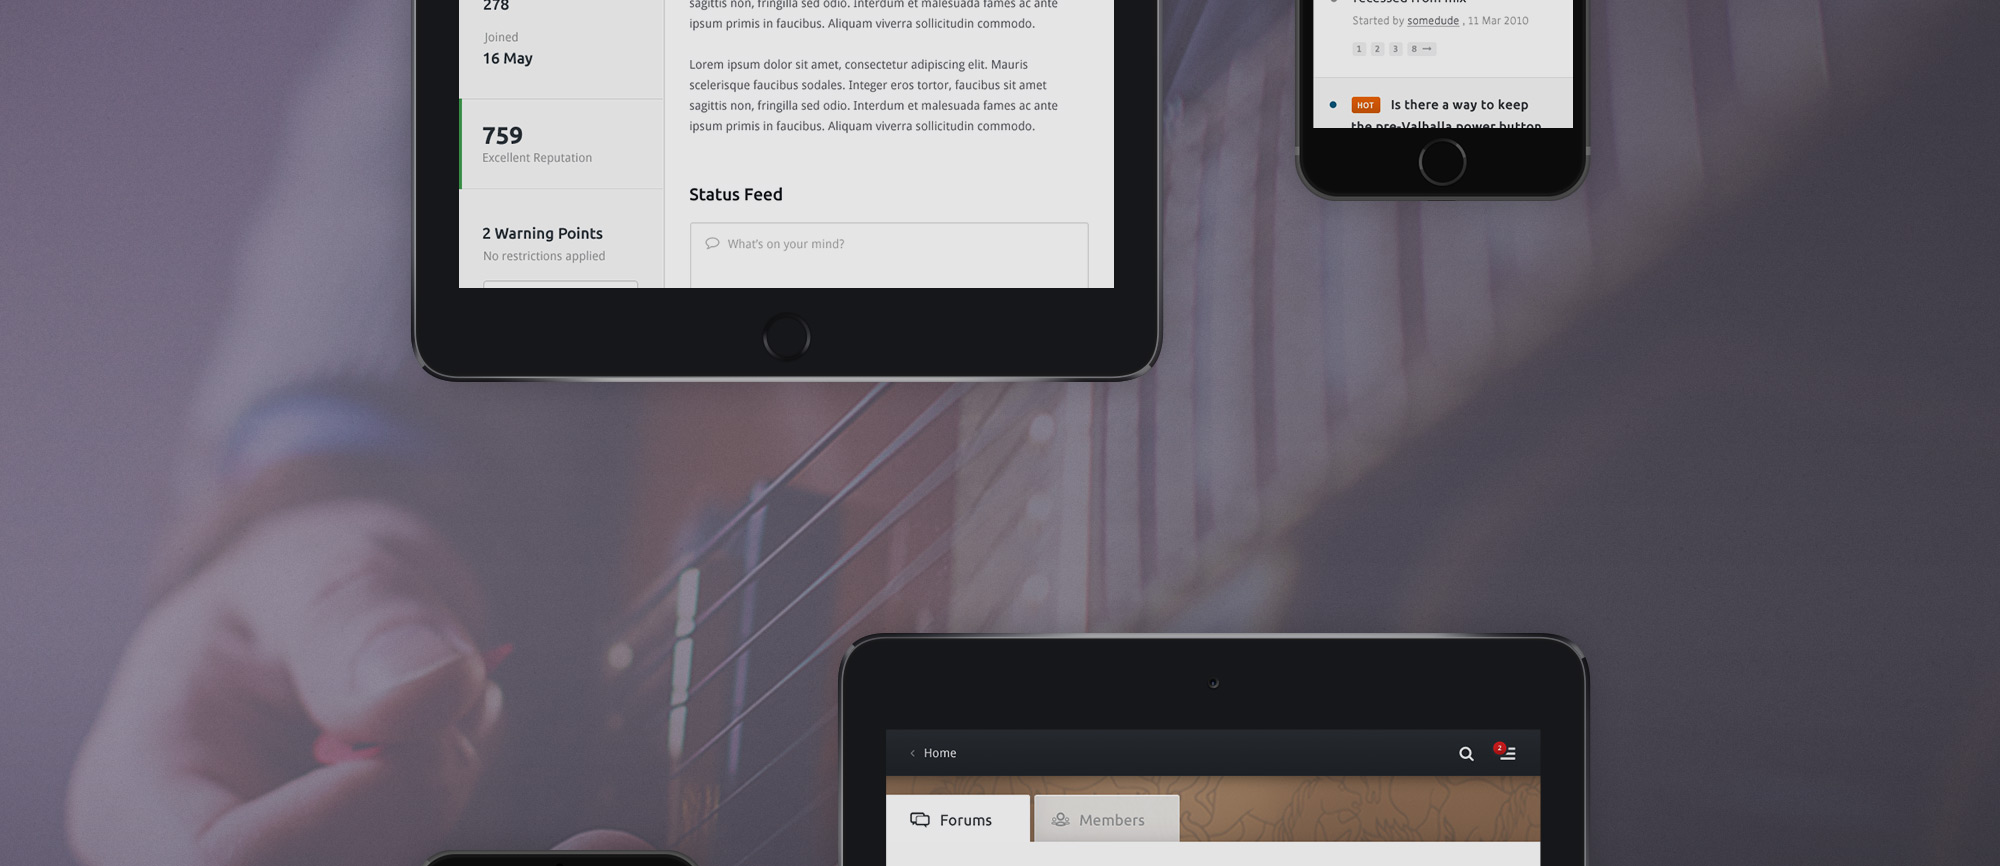 278
Joined
16 May
759
Excellent Reputation
2 Warning Points
No restrictions applied
sagittis non, fringilla sed odio. Interdum et malesuada fames ac ante
ipsum primis in faucibus. Aliquam viverra sollicitudin commodo.
Lorem ipsum dolor sit amet, consectetur adipiscing elit. Mauris
scelerisque faucibus sodales. Integer eros tortor, faucibus sit amet
sagittis non, fringilla sed odio. Interdum et malesuada fames ac ante
ipsum primis in faucibus. Aliquam viverra sollicitudin commodo.
Status Feed
What's on your mind?
recessed from mix
Started by somedude , 11 Mar 2010
1 2 3 8 →
HOT Is there a way to keep
the pre-Valhalla power button
‹ Home
2
Forums
Members